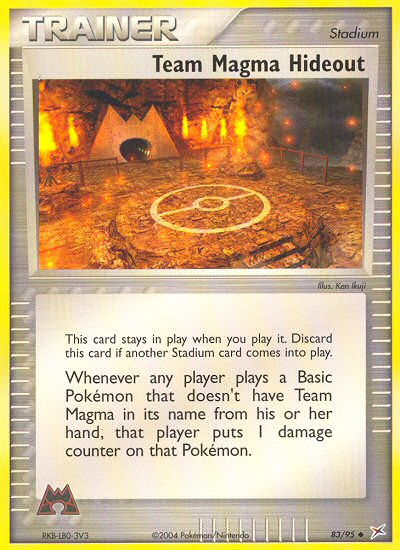 TRAINER
Stadium
Team Magma Hideout
Illus. Ken Ikuji
This card stays in play when you play it. Discard
this card if another Stadium card comes into play.
Whenever any player plays a Basic
Pokémon that doesn't have Team
Magma in its name from his or her
hand, that player puts 1 damage
counter on that Pokémon.
RKB-LB0-3V3
©2004 Pokémon/Nintendo
83/95